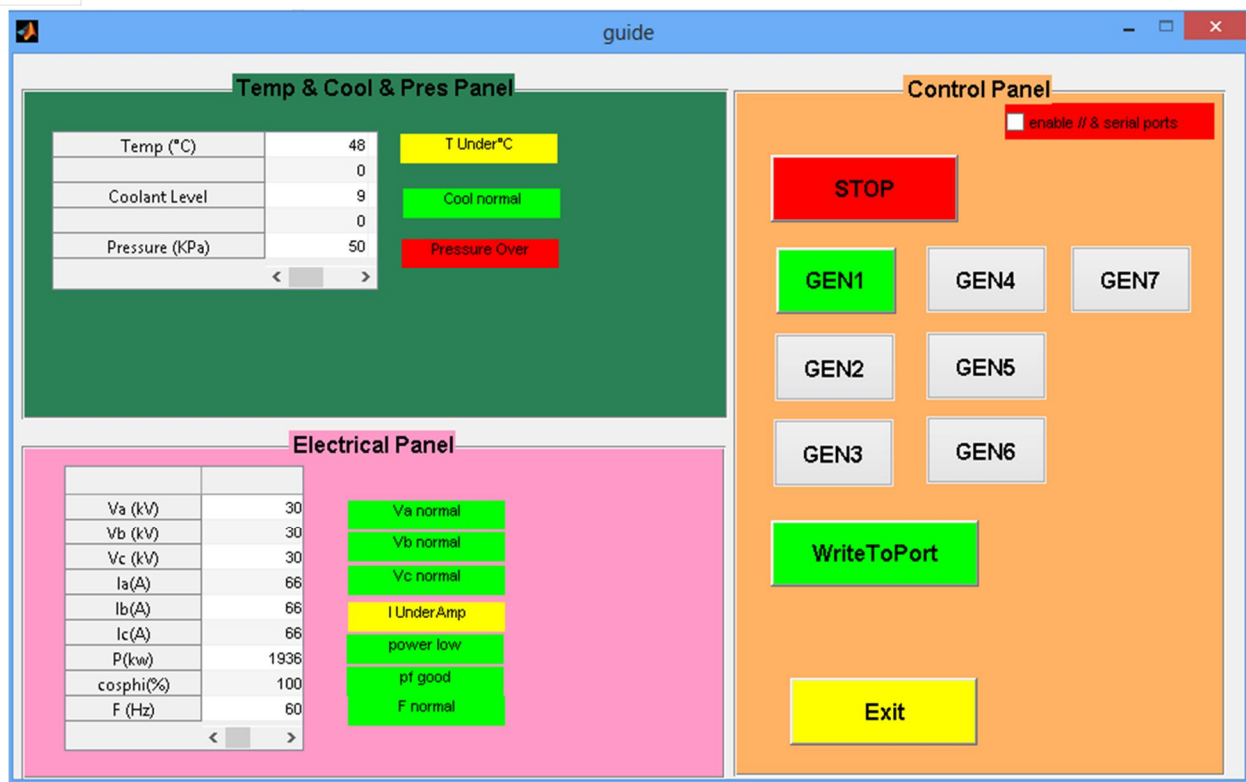 guide
Temp & Cool & Pres Panel
Temp (°C) 48 T Under°C
0
Coolant Level 9 Cool normal
0
Pressure (KPa) 50 Pressure Over
Electrical Panel
Va (kV) 30 Va normal
Vb (kV) 30 Vb normal
Vc (kV) 30 Vc normal
Ia(A) 66
Ib(A) 66 I UnderAmp
Ic(A) 66
P(kw) 1936 power low
cosphi(%) 100 pf good
F (Hz) 60 F normal
Control Panel
enable // & serial ports
STOP
GEN1 GEN4 GEN7
GEN2 GEN5
GEN3 GEN6
WriteToPort
Exit